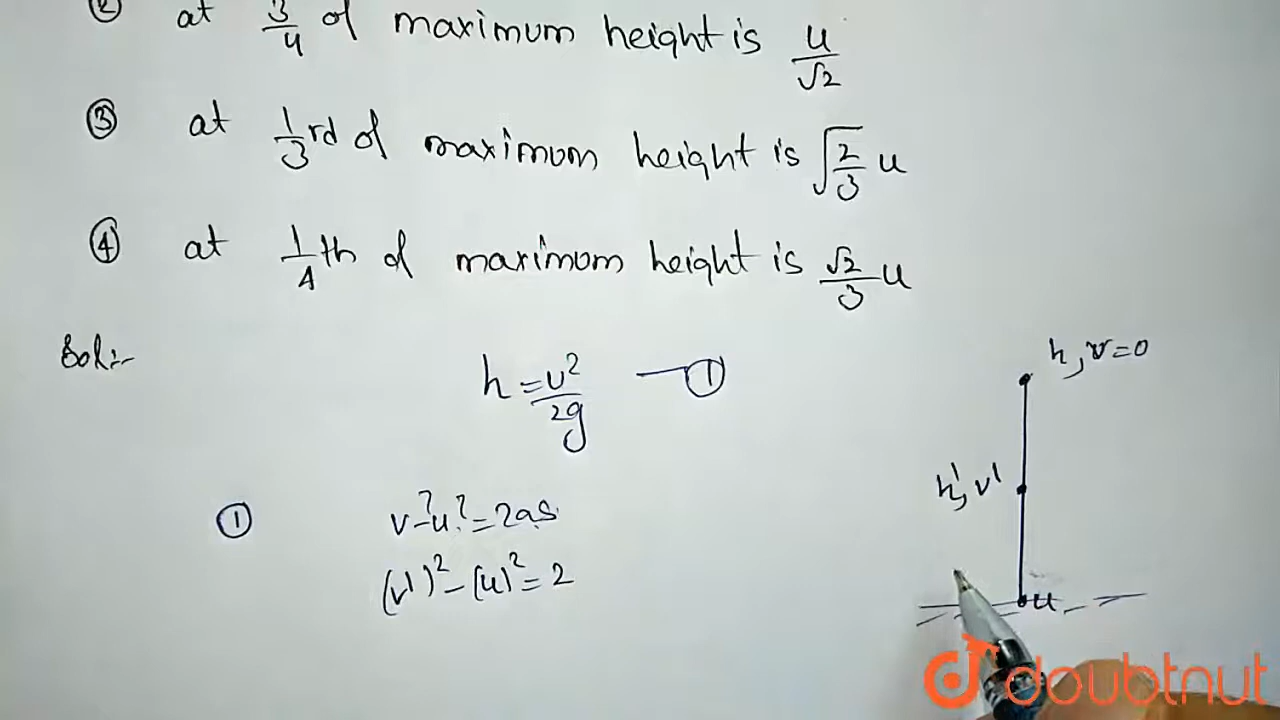 ② at 3/4 of maximum height is u/√2
③ at 1/3rd of maximum height is √(2/3) u
④ at 1/4th of maximum height is √2/3 u
Sol:-
h = u²/2g — ①
h, v=0
① v²-u²=2as
h', v'
(v')²-(u)²=2
u
doubtnut